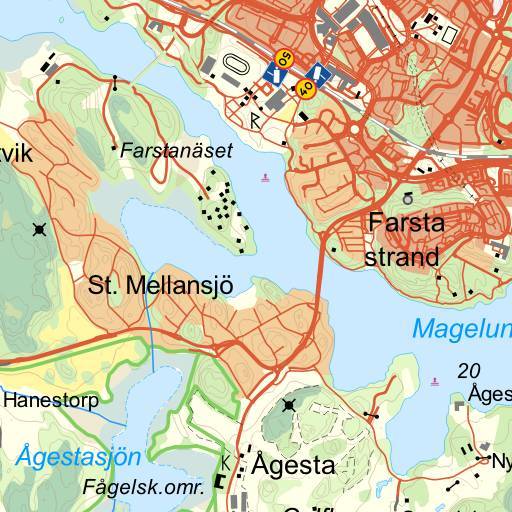 50
40
R
Farstanäset
vik
Farsta
strand
St. Mellansjö
Magelun
20
Åges
Hanestorp
Ågestasjön
Fågelsk.omr.
K
Ågesta
Ny